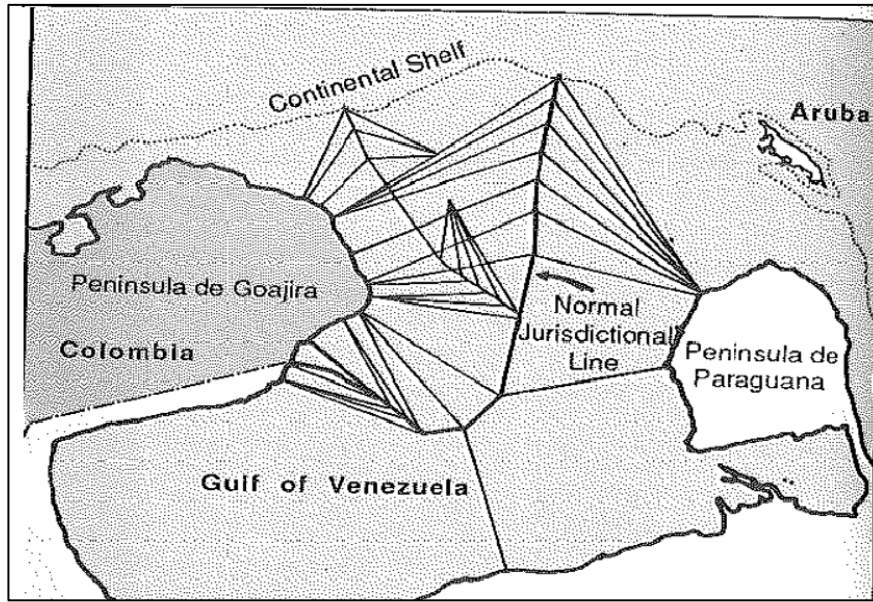 Continental Shelf
Aruba
Peninsula de Goajira
Colombia
Normal
Jurisdictional
Line
Peninsula de
Paraguana
Gulf of Venezuela